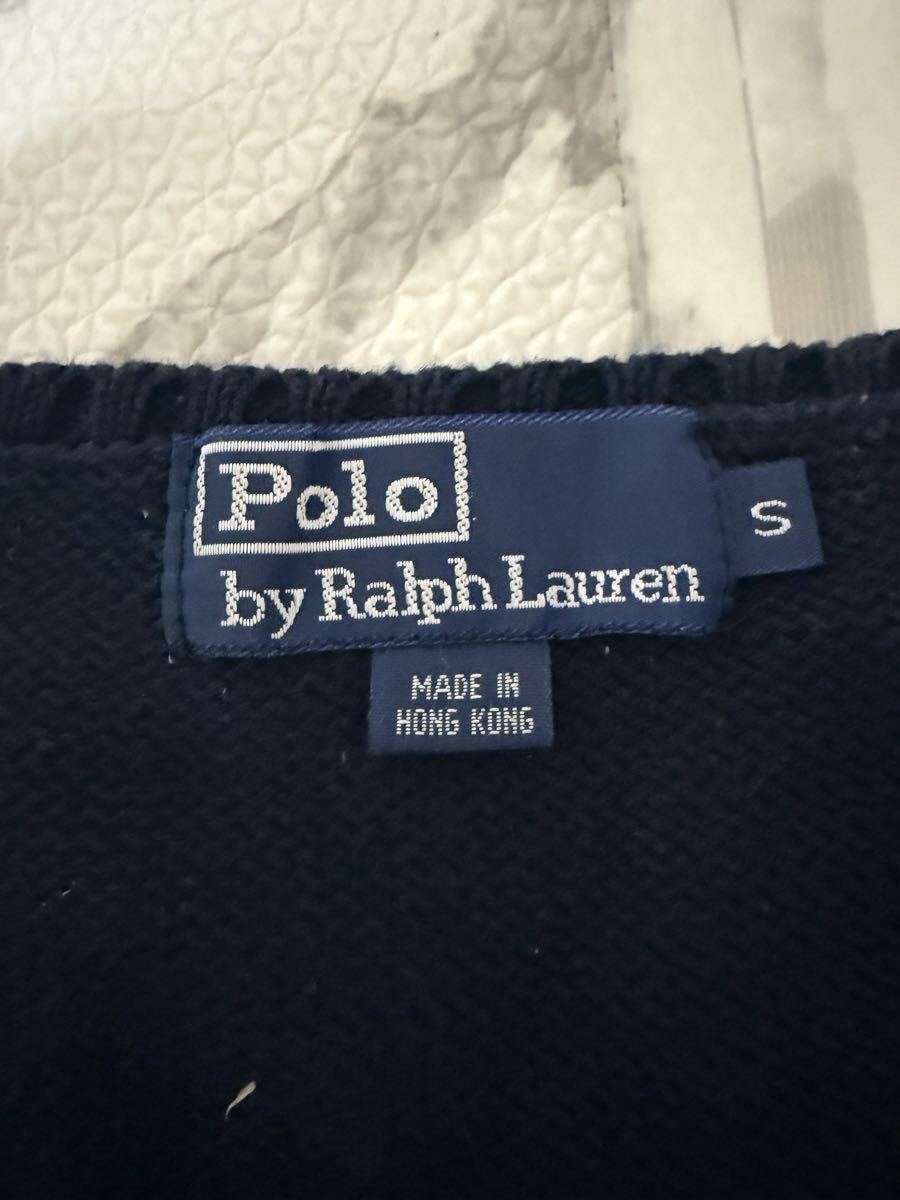 Polo
by Ralph Lauren
S
MADE IN
HONG KONG